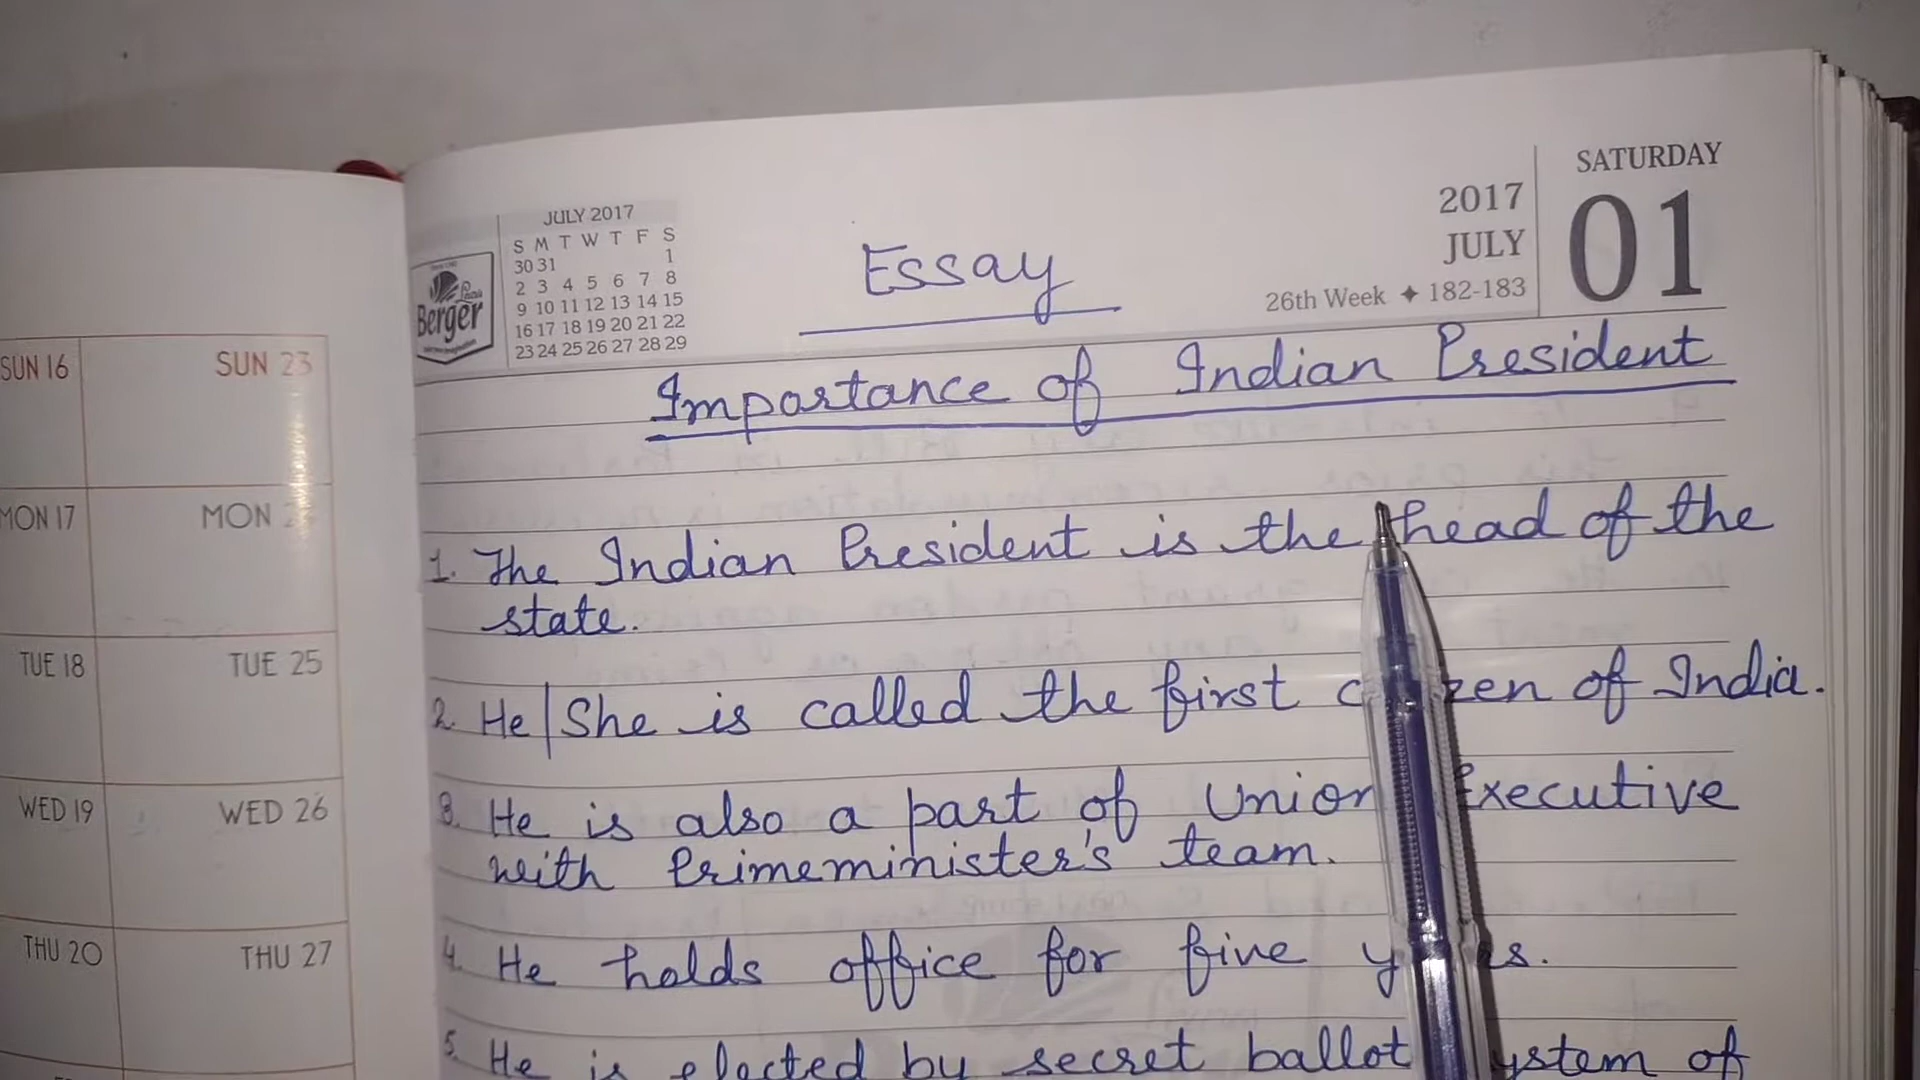 SUN 16 SUN 23
MON 17 MON
TUE 18 TUE 25
WED 19 WED 26
THU 20 THU 27
Berger
JULY 2017
S M T W T F S
30 31 1
2 3 4 5 6 7 8
9 10 11 12 13 14 15
16 17 18 19 20 21 22
23 24 25 26 27 28 29
Essay
2017
JULY
26th Week ✦ 182-183
SATURDAY
01
Importance of Indian President
1. The Indian President is the head of the
state.
2. He|She is called the first of India.
3. He is also a part of Union Executive
with Primeminister's team.
4. He holds office for five
5. He is elected by secret ballot system of